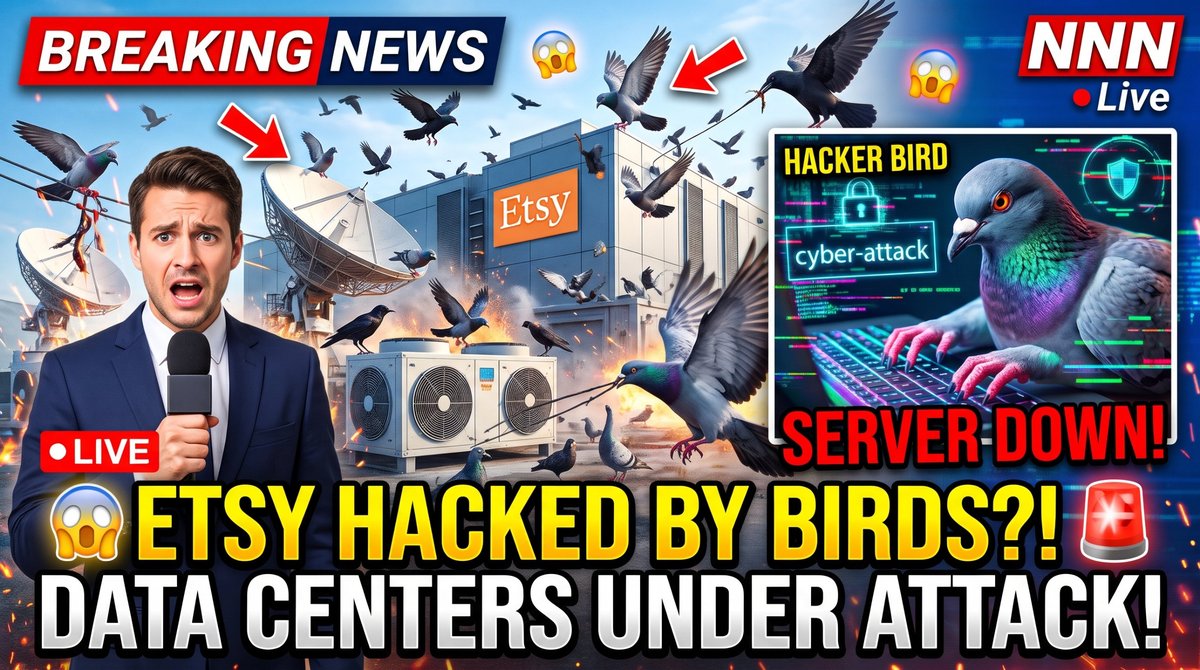 BREAKING NEWS
NNN
Live
HACKER BIRD
Etsy
cyber-attack
SERVER DOWN!
LIVE
ETSY HACKED BY BIRDS?!
DATA CENTERS UNDER ATTACK!